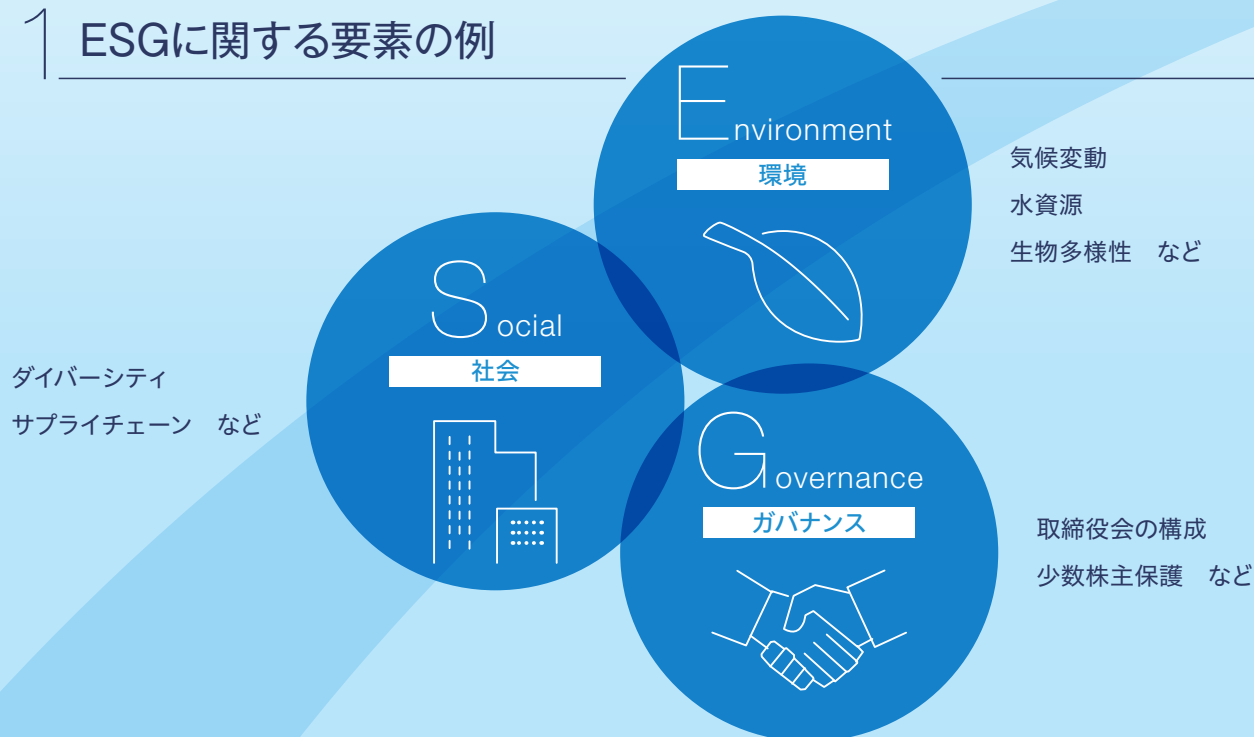 1 ESGに関する要素の例
Environment
環境
気候変動
水資源
生物多様性　など
Social
社会
ダイバーシティ
サプライチェーン　など
Governance
ガバナンス
取締役会の構成
少数株主保護　など